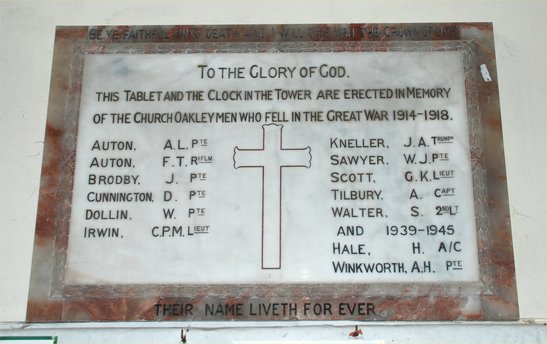 BE YE FAITHFUL UNTO DEATH AND I WILL GIVE YOU THE CROWN OF LIFE
TO THE GLORY OF GOD.
THIS TABLET AND THE CLOCK IN THE TOWER ARE ERECTED IN MEMORY
OF THE CHURCH OAKLEY MEN WHO FELL IN THE GREAT WAR 1914-1918.
AUTON. A.L. PTE
AUTON. F.T. RIFLM
BRODBY. J. PTE
CUNNINGTON. D. PTE
DOLLIN. W. PTE
IRWIN. C.P.M. LIEUT
KNELLER. J.A. TRUMPR
SAWYER. W.J. PTE
SCOTT. G.K. LIEUT
TILBURY. A. CAPT
WALTER. S. 2ND LT
AND 1939-1945.
HALE. H. A/C
WINKWORTH. A.H. PTE
THEIR NAME LIVETH FOR EVER